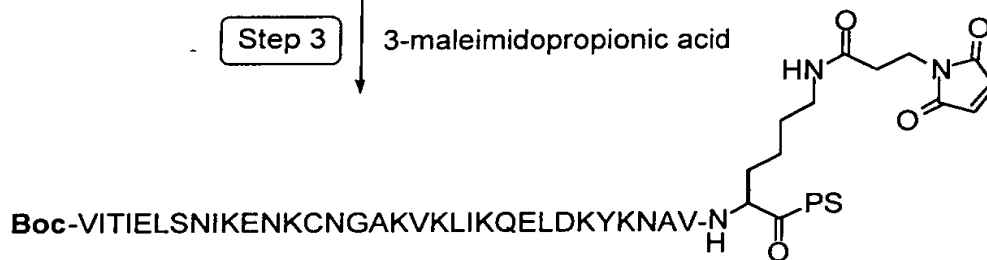 Step 3 3-maleimidopropionic acid
O
O
HN
N
O
Boc-VITIELSNIKENKCNGAKVKLIKQELDKYKNAV-N
H
PS
O